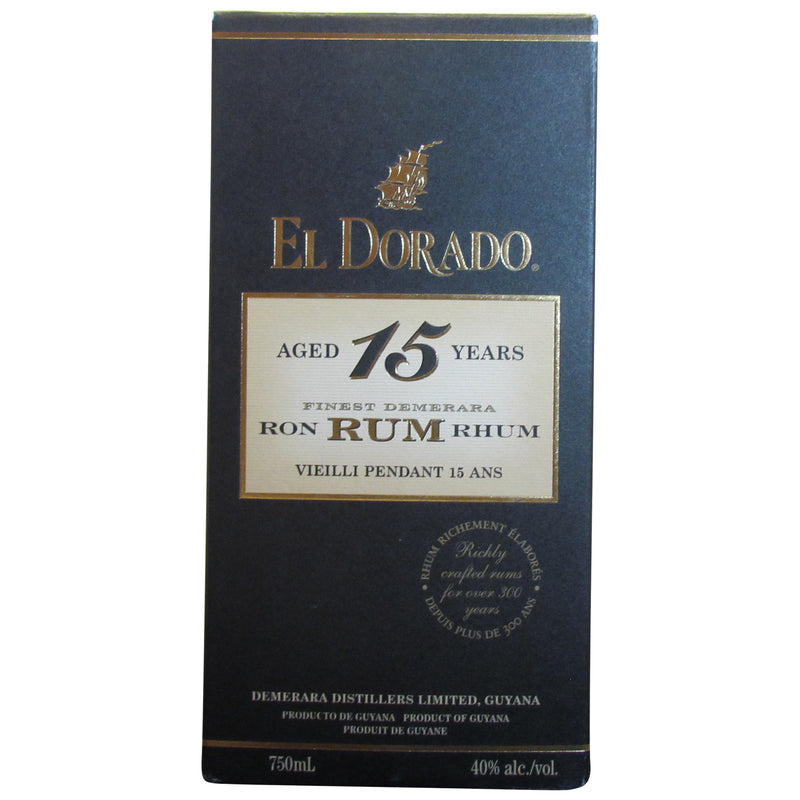 EL DORADO®
AGED 15 YEARS
FINEST DEMERARA
RON RUM RHUM
VIEILLI PENDANT 15 ANS
• RHUM RICHEMENT ÉLABORÉS •
Richly
crafted rums
for over 300
years
DEPUIS PLUS DE 300 ANS
DEMERARA DISTILLERS LIMITED, GUYANA
PRODUCTO DE GUYANA PRODUCT OF GUYANA
PRODUIT DE GUYANE
750mL 40% alc./vol.